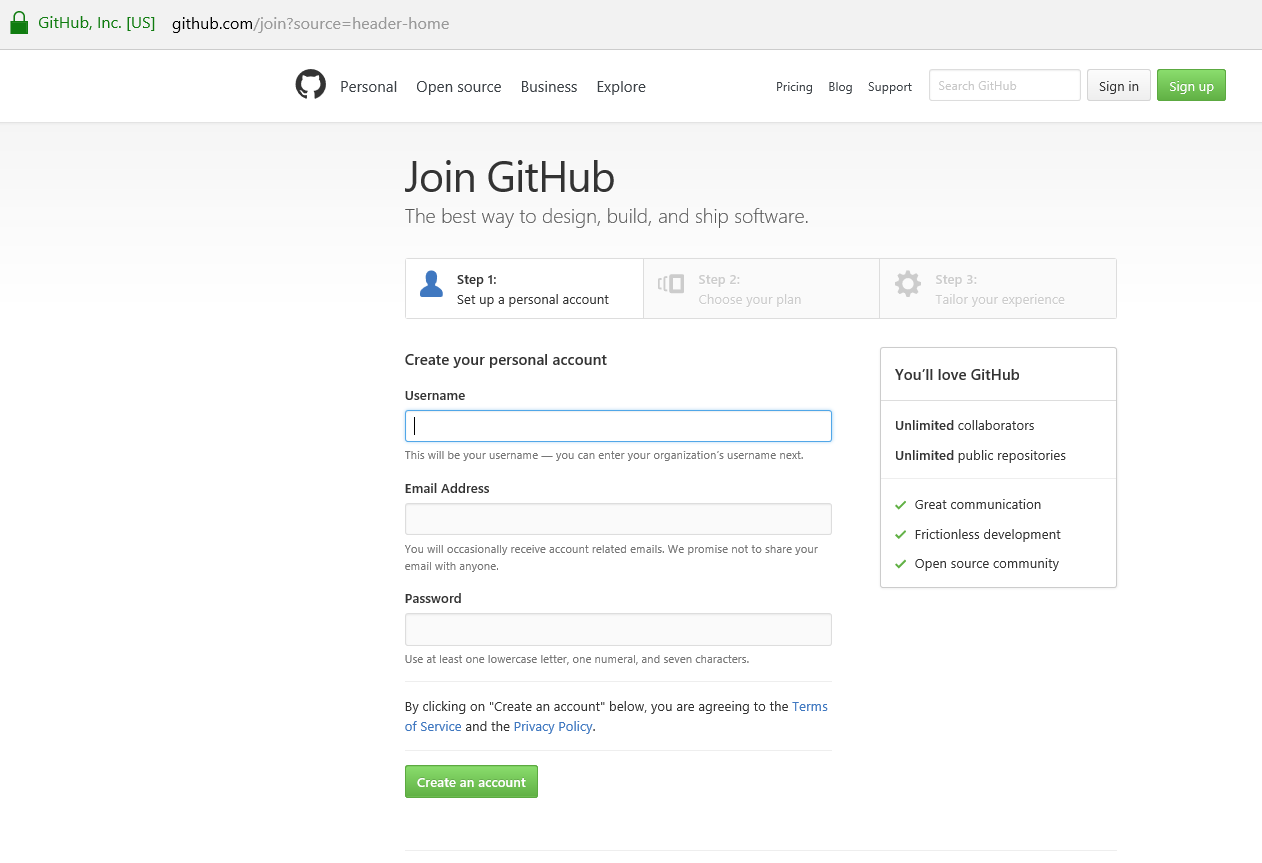 GitHub, Inc. [US] github.com/join?source=header-home
Personal Open source Business Explore Pricing Blog Support Search GitHub Sign in Sign up
Join GitHub
The best way to design, build, and ship software.
Step 1:
Set up a personal account
Step 2:
Choose your plan
Step 3:
Tailor your experience
Create your personal account
Username
This will be your username — you can enter your organization’s username next.
Email Address
You will occasionally receive account related emails. We promise not to share your
email with anyone.
Password
Use at least one lowercase letter, one numeral, and seven characters.
By clicking on "Create an account" below, you are agreeing to the Terms
of Service and the Privacy Policy.
Create an account
You’ll love GitHub
Unlimited collaborators
Unlimited public repositories
Great communication
Frictionless development
Open source community